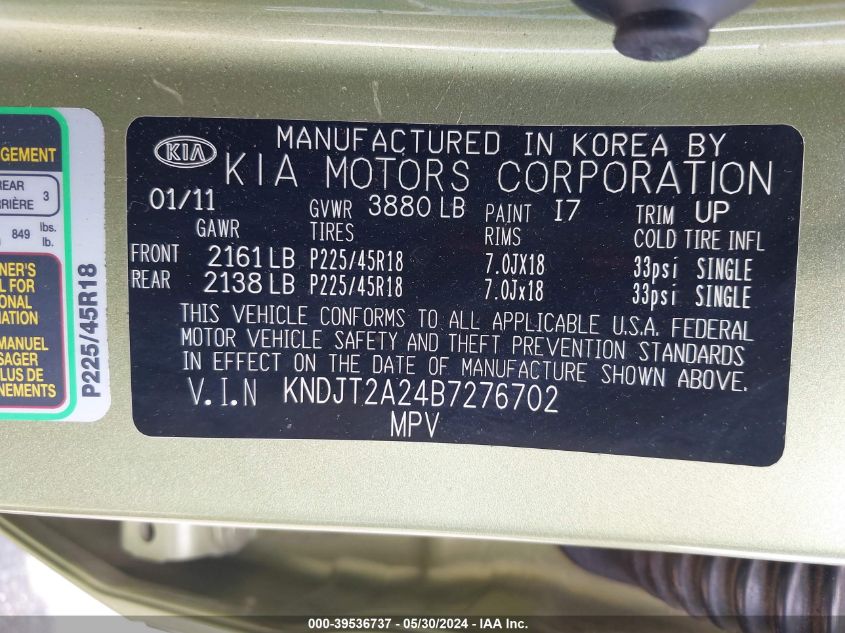 GEMENT
REAR
RRIÈRE 3
849 lbs.
lb.
NER'S
L FOR
IONAL
MATION
MANUEL
SAGER
PLUS DE
NEMENTS
P225/45R18
KIA MANUFACTURED IN KOREA BY
KIA MOTORS CORPORATION
01/11 GVWR 3880 LB PAINT I7 TRIM UP
GAWR TIRES RIMS COLD TIRE INFL
FRONT 2161 LB P225/45R18 7.0JX18 33psi SINGLE
REAR 2138 LB P225/45R18 7.0Jx18 33psi SINGLE
THIS VEHICLE CONFORMS TO ALL APPLICABLE U.S.A. FEDERAL
MOTOR VEHICLE SAFETY AND THEFT PREVENTION STANDARDS
IN EFFECT ON THE DATE OF MANUFACTURE SHOWN ABOVE.
V.I.N KNDJT2A24B7276702
MPV
000-39536737 - 05/30/2024 - IAA Inc.